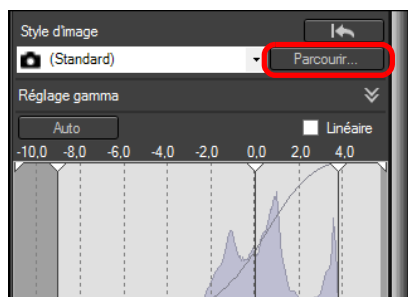 Style d'image
(Standard) Parcourir...
Réglage gamma
Auto Linéaire
-10,0 -8,0 -6,0 -4,0 -2,0 0,0 2,0 4,0